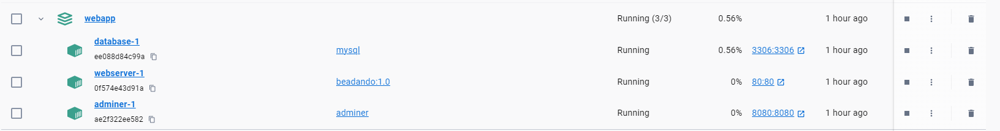 webapp Running (3/3) 0.56% 1 hour ago
database-1 mysql Running 0.56% 3306:3306 1 hour ago
ee088d84c99a
webserver-1 beadando:1.0 Running 0% 80:80 1 hour ago
0f574e43d91a
adminer-1 adminer Running 0% 8080:8080 1 hour ago
ae2f322ee582